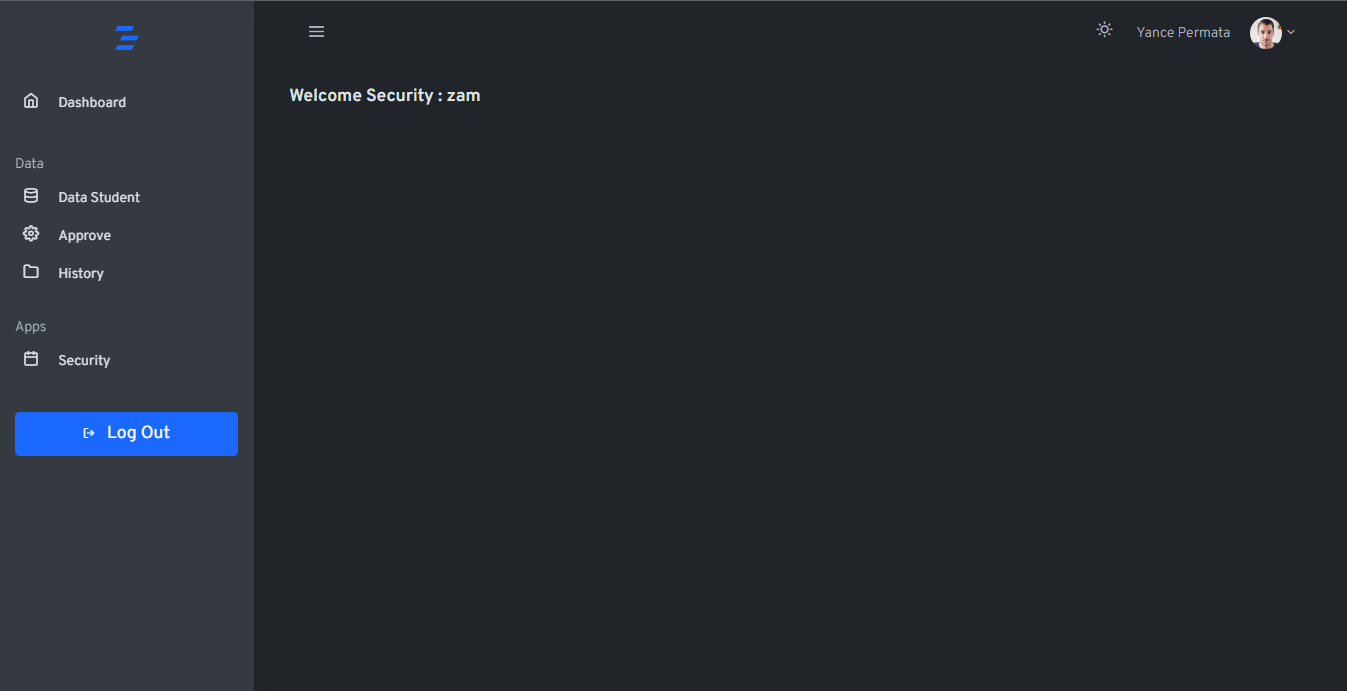 Yance Permata
Dashboard
Data
Data Student
Approve
History
Apps
Security
Log Out
Welcome Security : zam